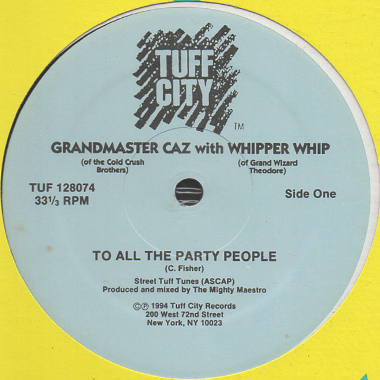 TUFF
CITY
TM
GRANDMASTER CAZ with WHIPPER WHIP
(of the Cold Crush Brothers)
(of Grand Wizard Theodore)
TUF 128074
33⅓ RPM
Side One
TO ALL THE PARTY PEOPLE
(C. Fisher)
Street Tuff Tunes (ASCAP)
Produced and mixed by The Mighty Maestro
©℗ 1994 Tuff City Records
200 West 72nd Street
New York, NY 10023